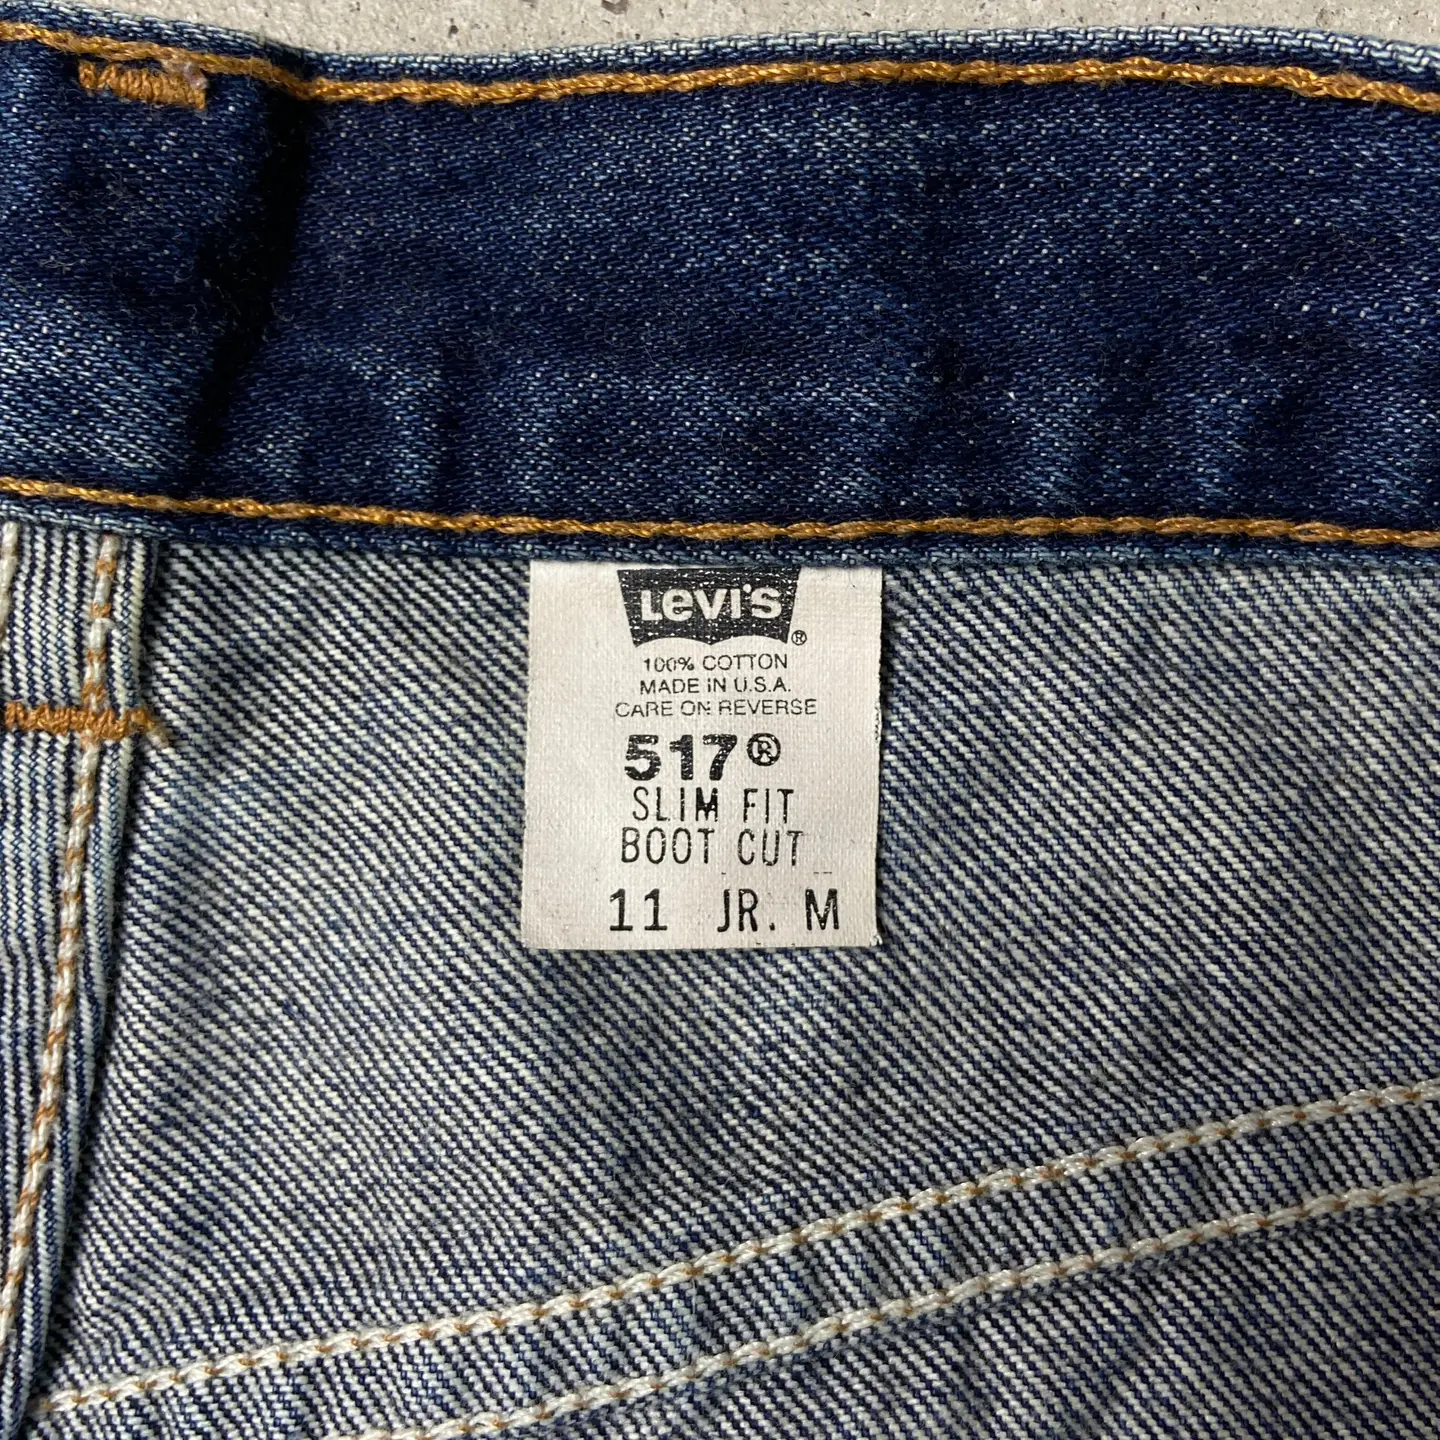 LEVI'S ®
100% COTTON
MADE IN U.S.A.
CARE ON REVERSE
517®
SLIM FIT
BOOT CUT
11 JR. M